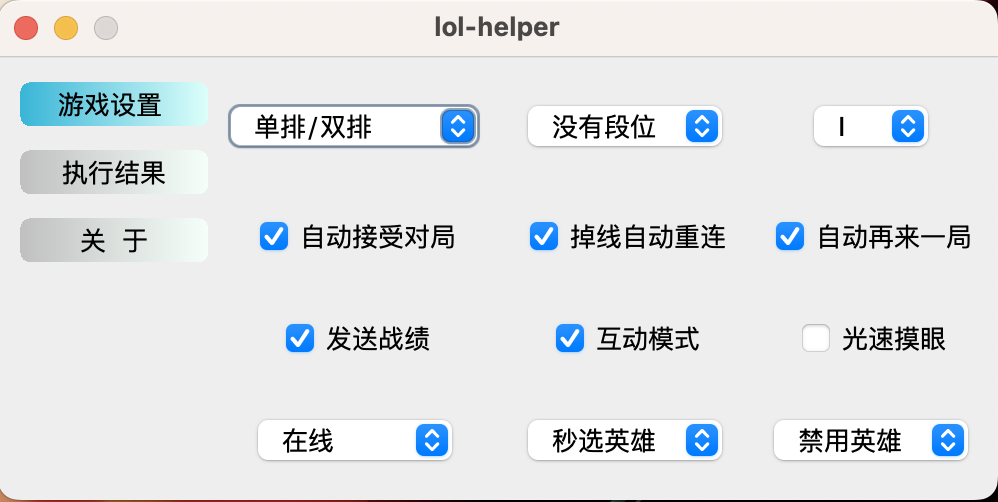 lol-helper
游戏设置
执行结果
关 于
单排/双排 没有段位 I
自动接受对局 掉线自动重连 自动再来一局
发送战绩 互动模式 光速摸眼
在线 秒选英雄 禁用英雄